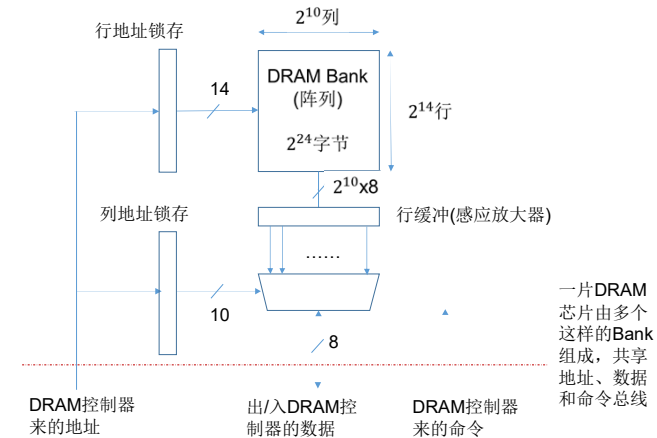 2¹⁰列
行地址锁存
14
DRAM Bank
(阵列)
2²⁴字节
2¹⁴行
2¹⁰x8
列地址锁存
行缓冲(感应放大器)
......
10
8
一片DRAM
芯片由多个
这样的Bank
组成，共享
地址、数据
和命令总线
DRAM控制器
来的地址
出/入DRAM控
制器的数据
DRAM控制器
来的命令